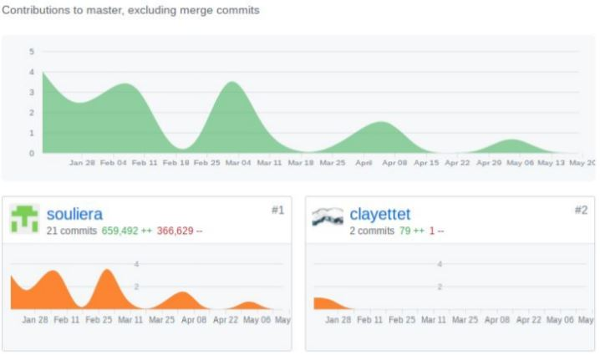 Contributions to master, excluding merge commits
5
4
3
2
1
0
Jan 28 Feb 04 Feb 11 Feb 18 Feb 25 Mar 04 Mar 11 Mar 18 Mar 25 April Apr 08 Apr 15 Apr 22 Apr 29 May 06 May 13 May 20
souliera #1
21 commits 659,492 ++ 366,629 --
4
2
Jan 28 Feb 11 Feb 25 Mar 11 Mar 25 Apr 08 Apr 22 May 06 May
clayettet #2
2 commits 79 ++ 1 --
4
2
Jan 28 Feb 11 Feb 25 Mar 11 Mar 25 Apr 08 Apr 22 May 06 May